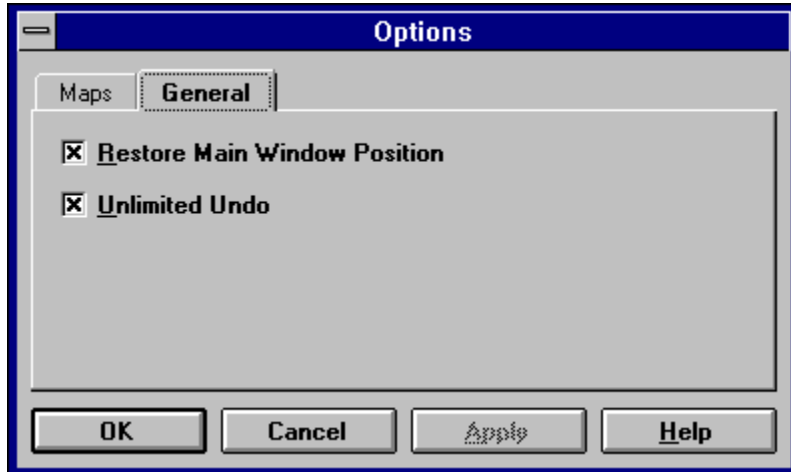 Options
Maps General
Restore Main Window Position
Unlimited Undo
OK Cancel Apply Help